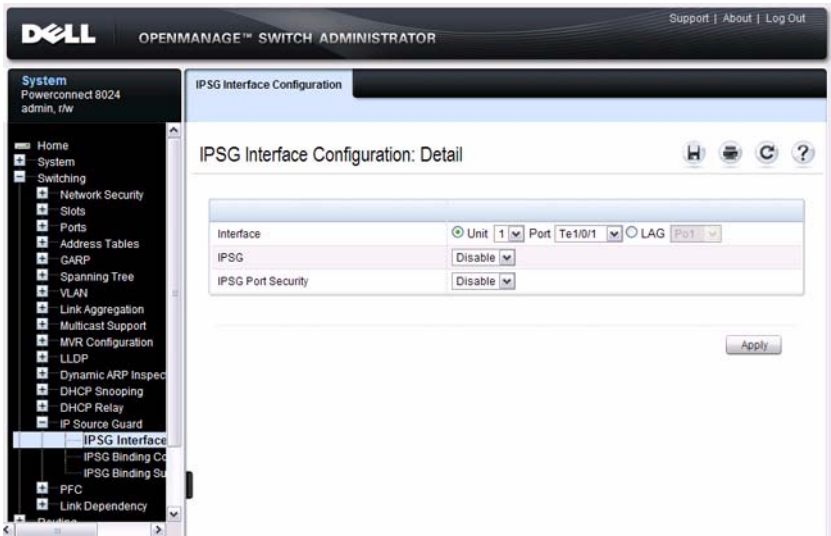 DELL OPENMANAGE™ SWITCH ADMINISTRATOR
Support | About | Log Out
System
Powerconnect 8024
admin, r/w
Home
System
Switching
Network Security
Slots
Ports
Address Tables
GARP
Spanning Tree
VLAN
Link Aggregation
Multicast Support
MVR Configuration
LLDP
Dynamic ARP Inspec
DHCP Snooping
DHCP Relay
IP Source Guard
IPSG Interface
IPSG Binding Co
IPSG Binding Su
PFC
Link Dependency
Routing
IPSG Interface Configuration
IPSG Interface Configuration: Detail
?
Interface Unit 1 Port Te1/0/1 LAG Po1
IPSG Disable
IPSG Port Security Disable
Apply